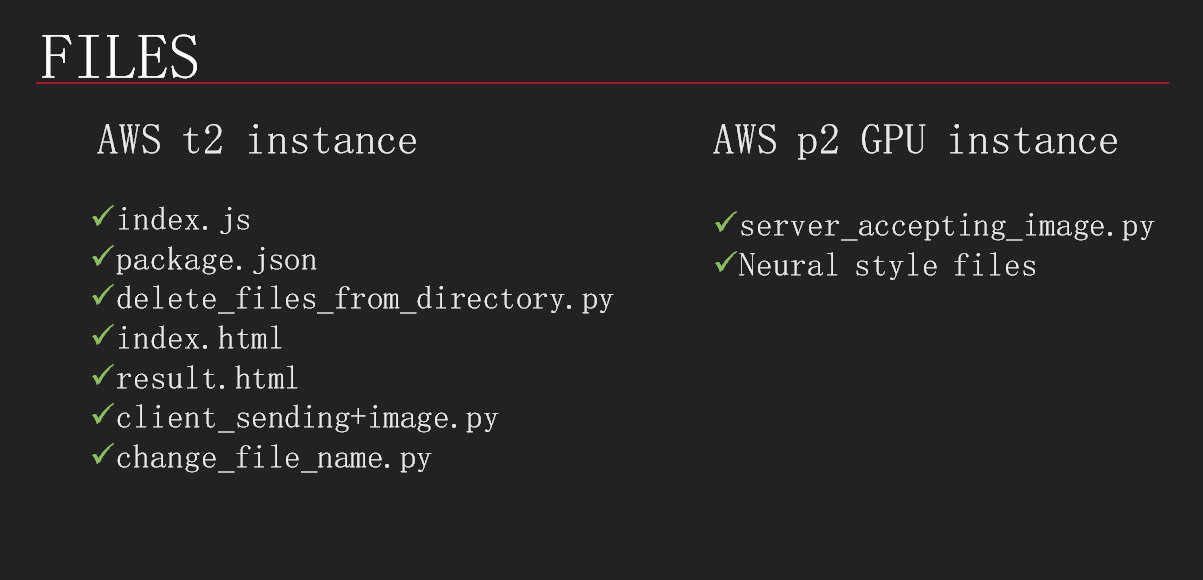 FILES
AWS t2 instance
✓index.js
✓package.json
✓delete_files_from_directory.py
✓index.html
✓result.html
✓client_sending+image.py
✓change_file_name.py
AWS p2 GPU instance
✓server_accepting_image.py
✓Neural style files